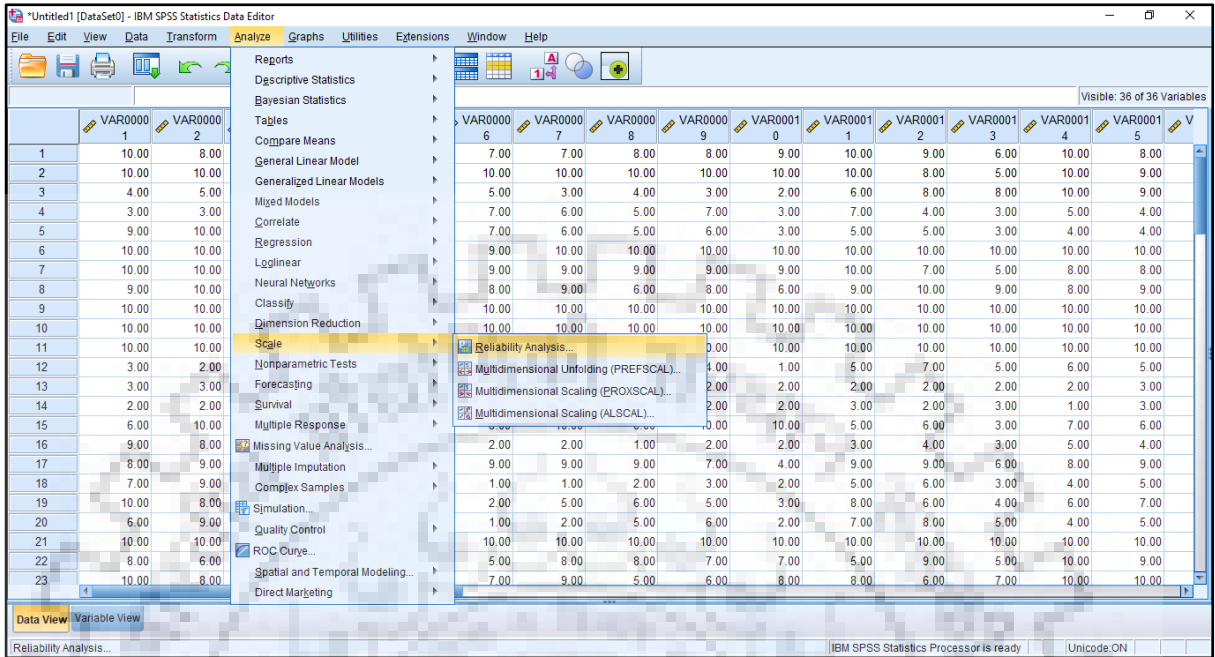 *Untitled1 [DataSet0] - IBM SPSS Statistics Data Editor
File Edit View Data Transform Analyze Graphs Utilities Extensions Window Help
Visible: 36 of 36 Variables
VAR00001 VAR00002 VAR00006 VAR00007 VAR00008 VAR00009 VAR00010 VAR00011 VAR00012 VAR00013 VAR00014 VAR00015 V
1 10.00 8.00 7.00 7.00 8.00 8.00 9.00 10.00 9.00 6.00 10.00 8.00
2 10.00 10.00 10.00 10.00 10.00 10.00 10.00 10.00 8.00 5.00 10.00 9.00
3 4.00 5.00 5.00 3.00 4.00 3.00 2.00 6.00 8.00 8.00 10.00 9.00
4 3.00 3.00 7.00 6.00 5.00 7.00 3.00 7.00 4.00 3.00 5.00 4.00
5 9.00 10.00 7.00 6.00 5.00 6.00 3.00 5.00 5.00 3.00 4.00 4.00
6 10.00 10.00 9.00 10.00 10.00 10.00 10.00 10.00 10.00 10.00 10.00 10.00
7 10.00 10.00 9.00 9.00 9.00 9.00 9.00 10.00 7.00 5.00 8.00 8.00
8 9.00 10.00 8.00 9.00 6.00 8.00 6.00 9.00 10.00 9.00 8.00 9.00
9 10.00 10.00 10.00 10.00 10.00 10.00 10.00 10.00 10.00 10.00 10.00 10.00
10 10.00 10.00 10.00 10.00 10.00 10.00 10.00 10.00 10.00 10.00 10.00 10.00
11 10.00 10.00 0.00 10.00 10.00 10.00 10.00 10.00 10.00
12 3.00 2.00 4.00 1.00 5.00 7.00 5.00 6.00 5.00
13 3.00 3.00 2.00 2.00 2.00 2.00 2.00 2.00 3.00
14 2.00 2.00 2.00 2.00 3.00 2.00 3.00 1.00 3.00
15 6.00 10.00 10.00 5.00 6.00 3.00 7.00 6.00
16 9.00 8.00 2.00 2.00 1.00 2.00 2.00 3.00 4.00 3.00 5.00 4.00
17 8.00 9.00 9.00 9.00 9.00 7.00 4.00 9.00 9.00 6.00 8.00 9.00
18 7.00 9.00 1.00 1.00 2.00 3.00 2.00 5.00 6.00 3.00 4.00 5.00
19 10.00 8.00 2.00 5.00 6.00 5.00 3.00 8.00 6.00 4.00 6.00 7.00
20 6.00 9.00 1.00 2.00 5.00 6.00 2.00 7.00 8.00 5.00 4.00 5.00
21 10.00 10.00 10.00 10.00 10.00 10.00 10.00 10.00 10.00 10.00 10.00 10.00
22 8.00 6.00 5.00 8.00 8.00 7.00 7.00 5.00 9.00 5.00 10.00 9.00
23 10.00 8.00 7.00 9.00 5.00 6.00 8.00 8.00 6.00 7.00 10.00 10.00
Reports
Descriptive Statistics
Bayesian Statistics
Tables
Compare Means
General Linear Model
Generalized Linear Models
Mixed Models
Correlate
Regression
Loglinear
Neural Networks
Classify
Dimension Reduction
Scale
Nonparametric Tests
Forecasting
Survival
Multiple Response
Missing Value Analysis...
Multiple Imputation
Complex Samples
Simulation...
Quality Control
ROC Curve...
Spatial and Temporal Modeling...
Direct Marketing
Reliability Analysis...
Multidimensional Unfolding (PREFSCAL)...
Multidimensional Scaling (PROXSCAL)...
Multidimensional Scaling (ALSCAL)...
Data View Variable View
Reliability Analysis... IBM SPSS Statistics Processor is ready Unicode:ON